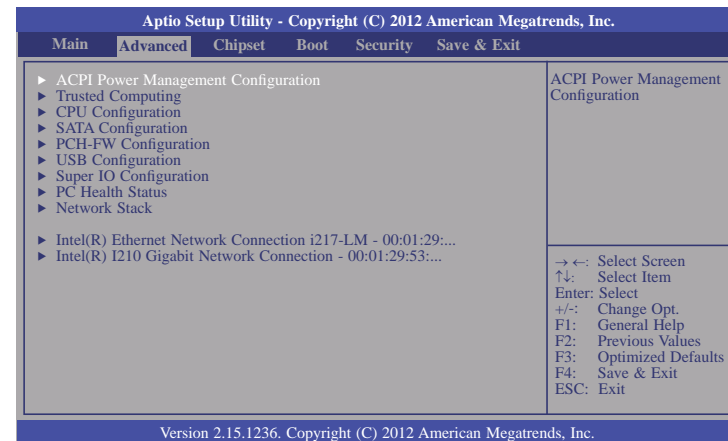 Aptio Setup Utility - Copyright (C) 2012 American Megatrends, Inc.
Main Advanced Chipset Boot Security Save & Exit
► ACPI Power Management Configuration
► Trusted Computing
► CPU Configuration
► SATA Configuration
► PCH-FW Configuration
► USB Configuration
► Super IO Configuration
► PC Health Status
► Network Stack
► Intel(R) Ethernet Network Connection i217-LM - 00:01:29:...
► Intel(R) I210 Gigabit Network Connection - 00:01:29:53:...
ACPI Power Management
Configuration
→←: Select Screen
↑↓: Select Item
Enter: Select
+/-: Change Opt.
F1: General Help
F2: Previous Values
F3: Optimized Defaults
F4: Save & Exit
ESC: Exit
Version 2.15.1236. Copyright (C) 2012 American Megatrends, Inc.